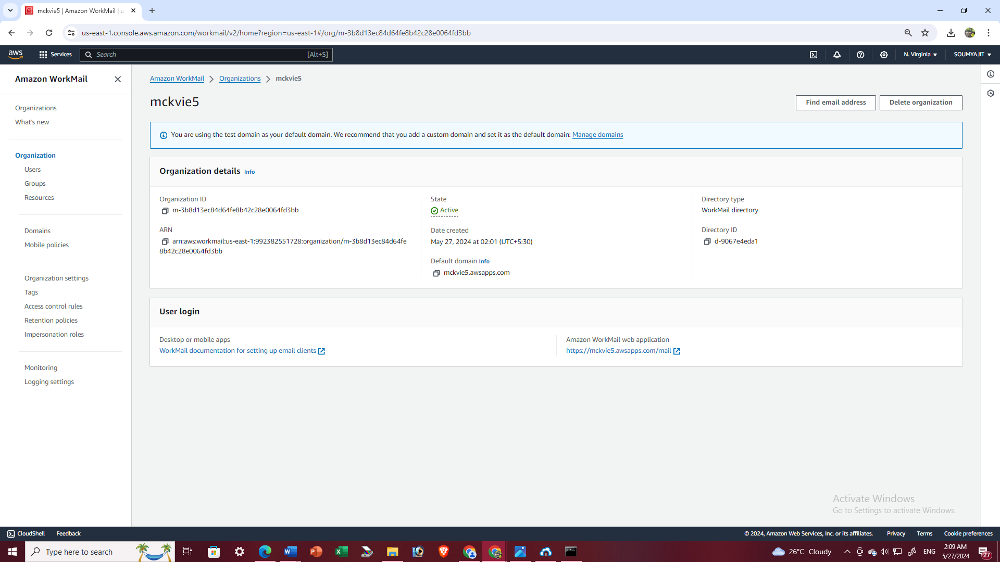 mckvie5 | Amazon WorkMail | u
us-east-1.console.aws.amazon.com/workmail/v2/home?region=us-east-1#/org/m-3b8d13ec84d64fe8b42c28e0064fd3bb
aws
Services
Search
[Alt+S]
N. Virginia
SOUMYAJIT
Amazon WorkMail
Organizations
What's new
Organization
Users
Groups
Resources
Domains
Mobile policies
Organization settings
Tags
Access control rules
Retention policies
Impersonation roles
Monitoring
Logging settings
Amazon WorkMail
Organizations
mckvie5
mckvie5
Find email address
Delete organization
You are using the test domain as your default domain. We recommend that you add a custom domain and set it as the default domain: Manage domains
Organization details Info
Organization ID
m-3b8d13ec84d64fe8b42c28e0064fd3bb
ARN
arn:aws:workmail:us-east-1:992382551728:organization/m-3b8d13ec84d64fe
8b42c28e0064fd3bb
State
Active
Date created
May 27, 2024 at 02:01 (UTC+5:30)
Default domain Info
mckvie5.awsapps.com
Directory type
WorkMail directory
Directory ID
d-9067e4eda1
User login
Desktop or mobile apps
WorkMail documentation for setting up email clients
Amazon WorkMail web application
https://mckvie5.awsapps.com/mail
Activate Windows
Go to Settings to activate Windows.
CloudShell
Feedback
© 2024, Amazon Web Services, Inc. or its affiliates.
Privacy
Terms
Cookie preferences
Type here to search
26°C Cloudy
ENG
2:09 AM
5/27/2024
27